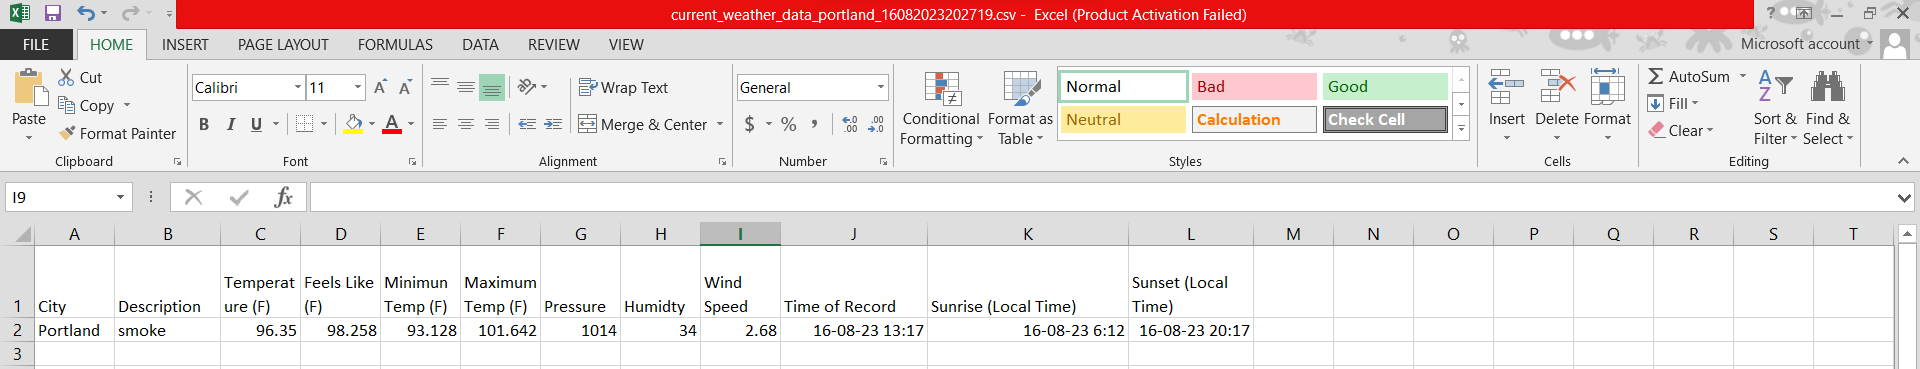 current_weather_data_portland_16082023202719.csv - Excel (Product Activation Failed)
FILE HOME INSERT PAGE LAYOUT FORMULAS DATA REVIEW VIEW Microsoft account
Paste
Cut
Copy
Format Painter
Clipboard
Calibri 11
B I U
Font
Wrap Text
Merge & Center
Alignment
General
$ % ,
Number
Conditional Formatting
Format as Table
Normal Bad Good
Neutral Calculation Check Cell
Styles
Insert Delete Format
Cells
AutoSum
Fill
Clear
Sort & Filter
Find & Select
Editing
I9 fx
A B C D E F G H I J K L M N O P Q R S T
1 City Description Temperature (F) Feels Like (F) Minimun Temp (F) Maximum Temp (F) Pressure Humidty Wind Speed Time of Record Sunrise (Local Time) Sunset (Local Time)
2 Portland smoke 96.35 98.258 93.128 101.642 1014 34 2.68 16-08-23 13:17 16-08-23 6:12 16-08-23 20:17
3